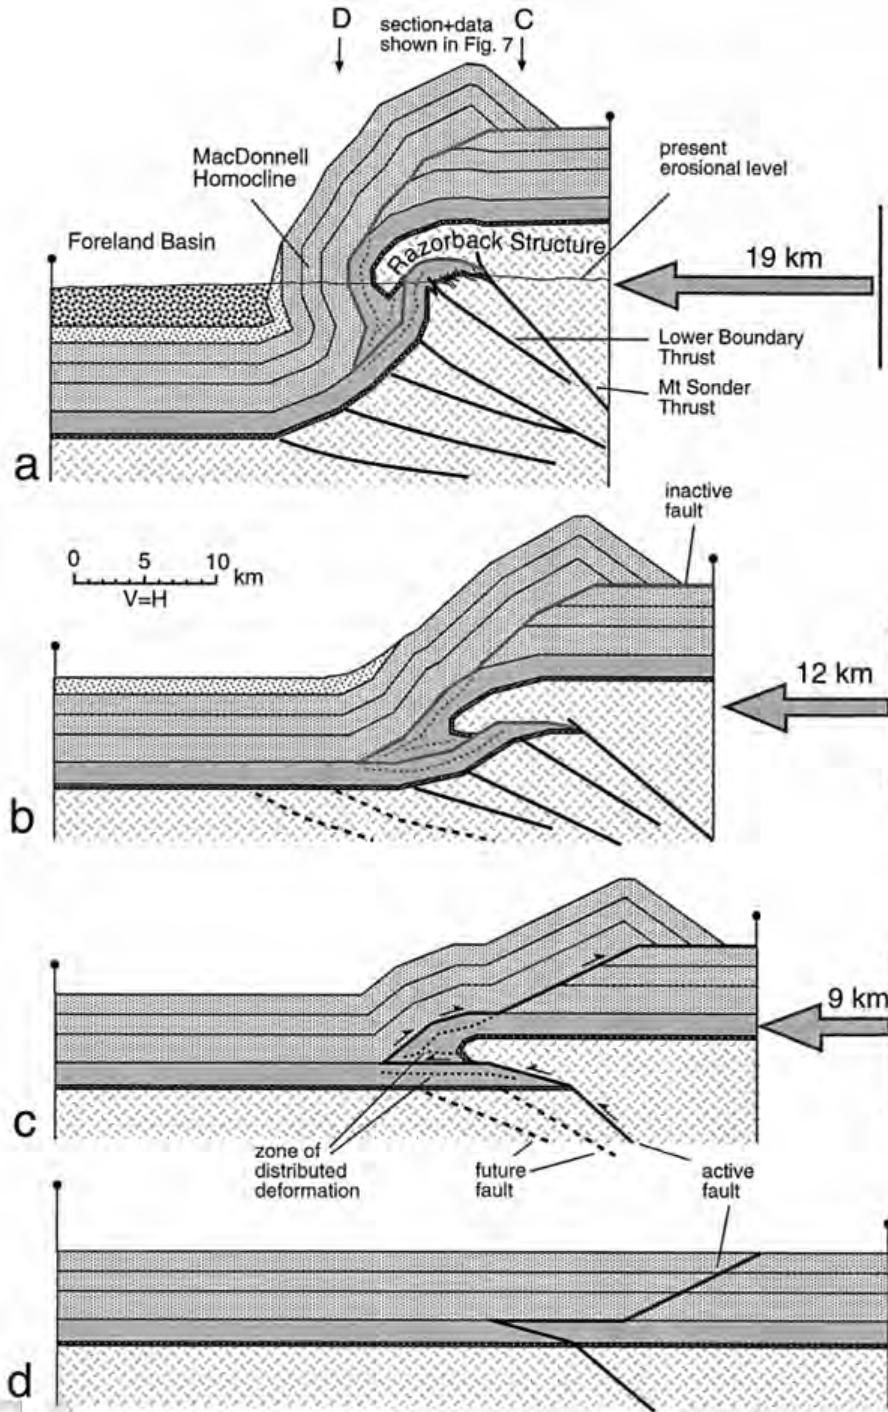 D
section+data
shown in Fig. 7
C
MacDonnell
Homocline
present
erosional level
Foreland Basin
Razorback Structure
19 km
Lower Boundary
Thrust
Mt Sonder
Thrust
a
inactive
fault
0 5 10 km
V=H
12 km
b
9 km
c
zone of
distributed
deformation
future
fault
active
fault
d